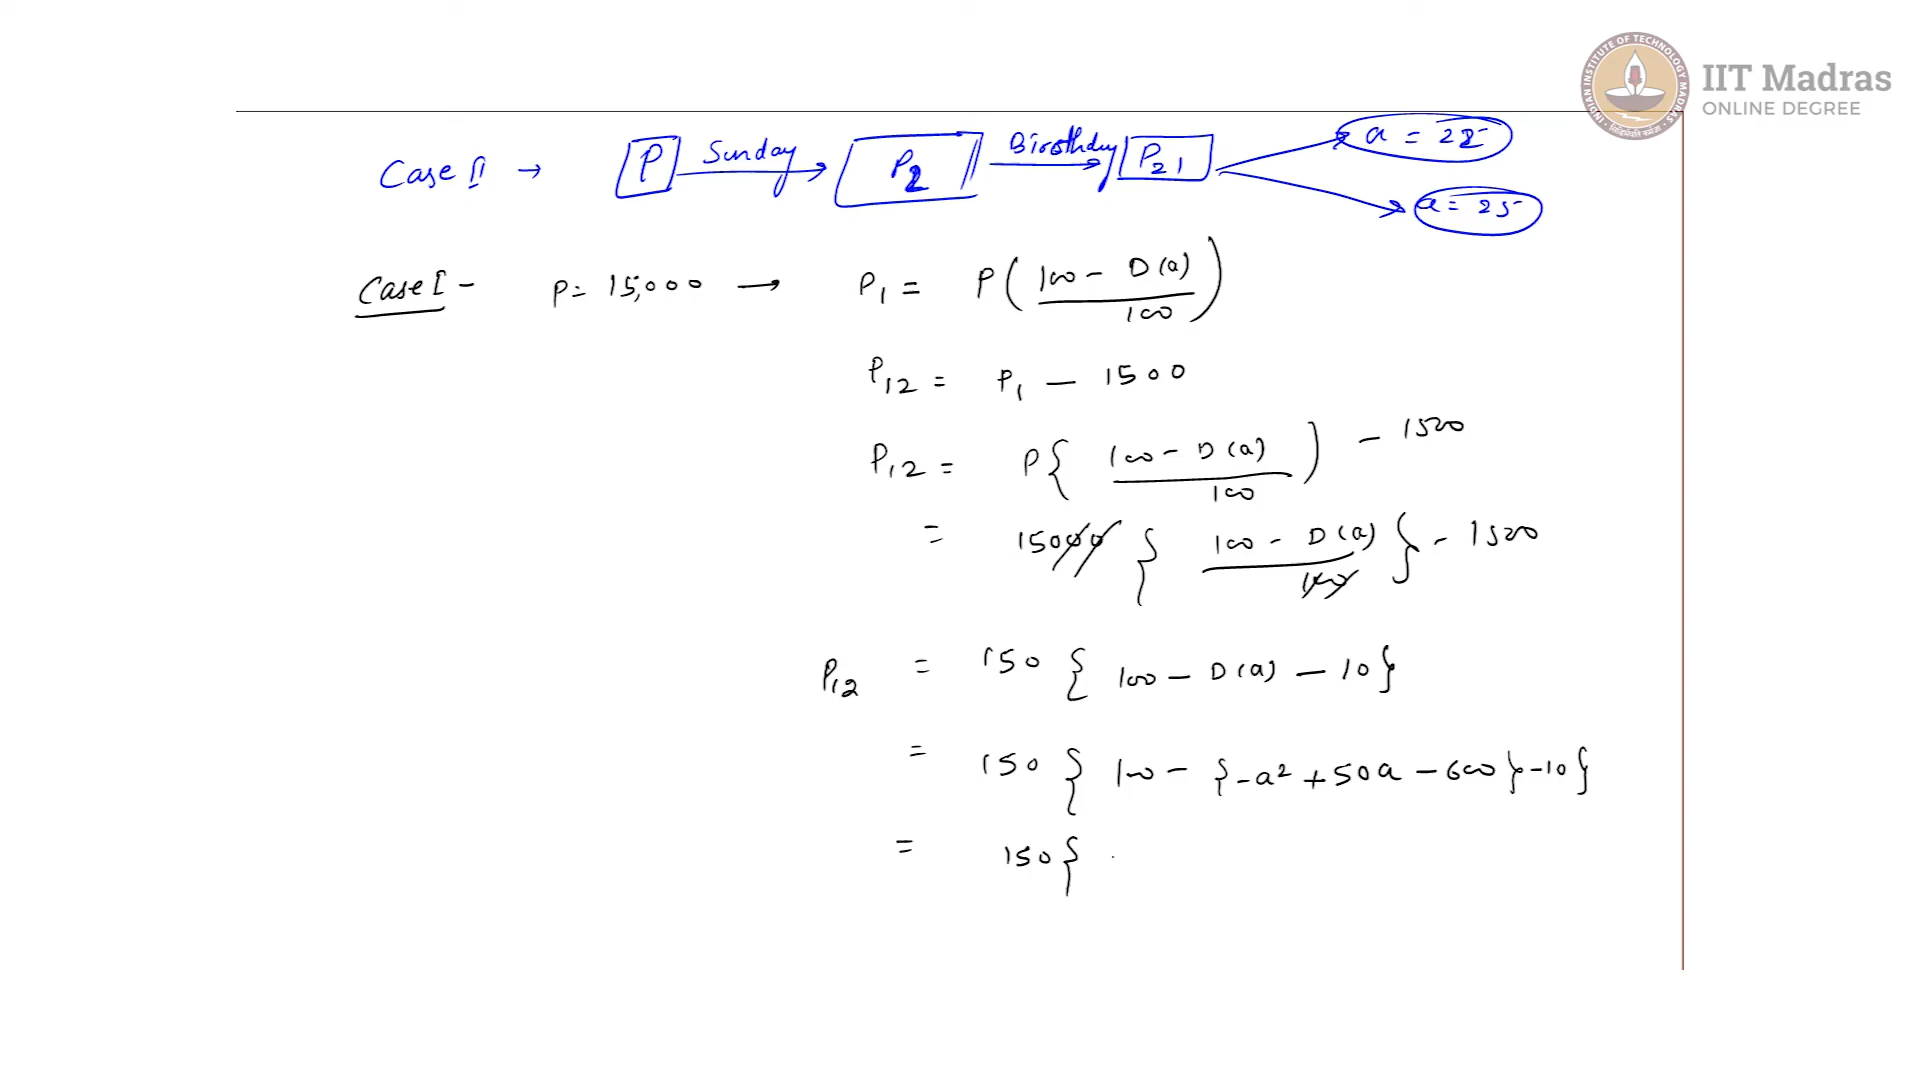 IIT Madras
ONLINE DEGREE
Case II → P Sunday P2 Birthday P21 a = 22
a = 25
Case I - P = 15,000 → P1 = P ( 100 - D(a) / 100 )
P12 = P1 - 1500
P12 = P { 100 - D(a) / 100 ) - 1500
= 15000 { 100 - D(a) / 100 } - 1500
P12 = 150 { 100 - D(a) - 10 }
= 150 { 100 - { -a² + 50a - 600 } - 10 }
= 150 {